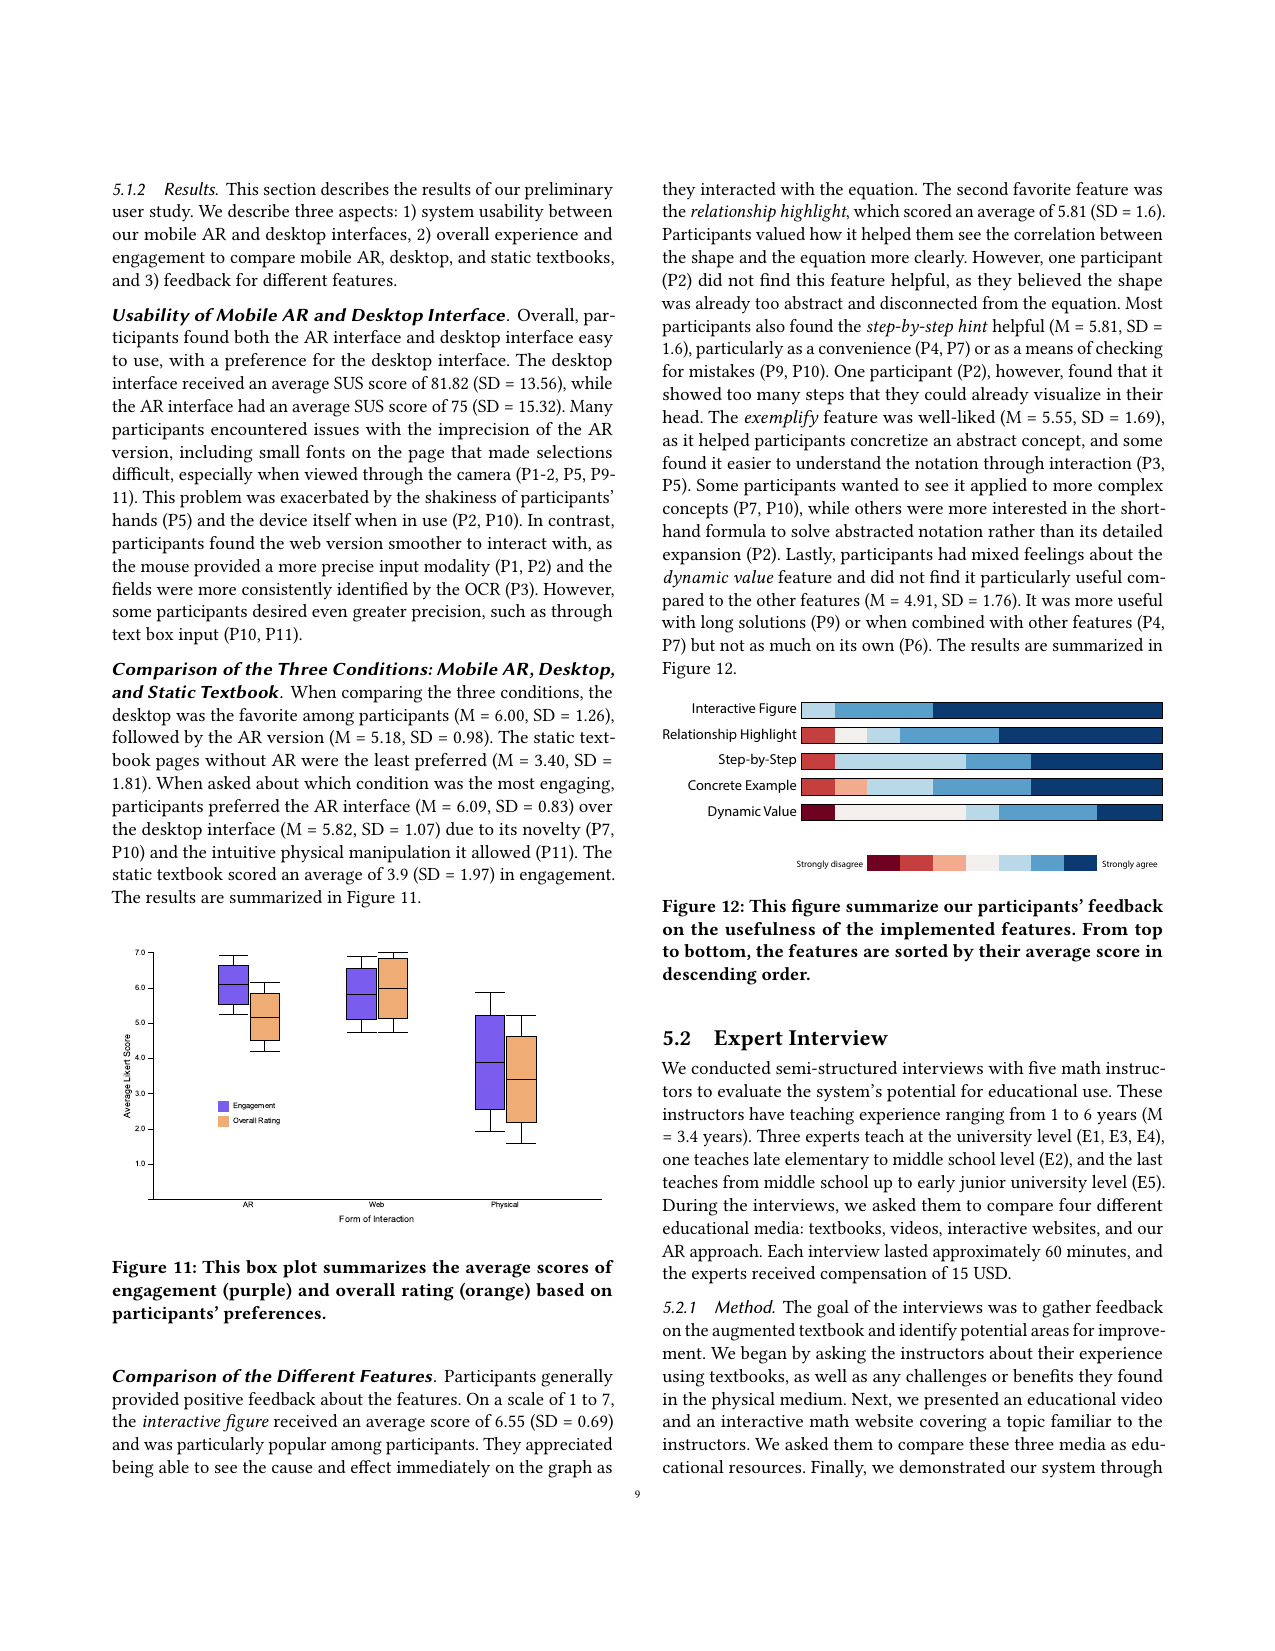 5.1.2 Results. This section describes the results of our preliminary
user study. We describe three aspects: 1) system usability between
our mobile AR and desktop interfaces, 2) overall experience and
engagement to compare mobile AR, desktop, and static textbooks,
and 3) feedback for different features.
Usability of Mobile AR and Desktop Interface. Overall, par-
ticipants found both the AR interface and desktop interface easy
to use, with a preference for the desktop interface. The desktop
interface received an average SUS score of 81.82 (SD = 13.56), while
the AR interface had an average SUS score of 75 (SD = 15.32). Many
participants encountered issues with the imprecision of the AR
version, including small fonts on the page that made selections
difficult, especially when viewed through the camera (P1-2, P5, P9-
11). This problem was exacerbated by the shakiness of participants’
hands (P5) and the device itself when in use (P2, P10). In contrast,
participants found the web version smoother to interact with, as
the mouse provided a more precise input modality (P1, P2) and the
fields were more consistently identified by the OCR (P3). However,
some participants desired even greater precision, such as through
text box input (P10, P11).
Comparison of the Three Conditions: Mobile AR, Desktop,
and Static Textbook. When comparing the three conditions, the
desktop was the favorite among participants (M = 6.00, SD = 1.26),
followed by the AR version (M = 5.18, SD = 0.98). The static text-
book pages without AR were the least preferred (M = 3.40, SD =
1.81). When asked about which condition was the most engaging,
participants preferred the AR interface (M = 6.09, SD = 0.83) over
the desktop interface (M = 5.82, SD = 1.07) due to its novelty (P7,
P10) and the intuitive physical manipulation it allowed (P11). The
static textbook scored an average of 3.9 (SD = 1.97) in engagement.
The results are summarized in Figure 11.
7.0
6.0
5.0
4.0
3.0
2.0
1.0
Average Likert Score
Engagement
Overall Rating
AR Web Physical
Form of Interaction
Figure 11: This box plot summarizes the average scores of
engagement (purple) and overall rating (orange) based on
participants’ preferences.
Comparison of the Different Features. Participants generally
provided positive feedback about the features. On a scale of 1 to 7,
the interactive figure received an average score of 6.55 (SD = 0.69)
and was particularly popular among participants. They appreciated
being able to see the cause and effect immediately on the graph as
they interacted with the equation. The second favorite feature was
the relationship highlight, which scored an average of 5.81 (SD = 1.6).
Participants valued how it helped them see the correlation between
the shape and the equation more clearly. However, one participant
(P2) did not find this feature helpful, as they believed the shape
was already too abstract and disconnected from the equation. Most
participants also found the step-by-step hint helpful (M = 5.81, SD =
1.6), particularly as a convenience (P4, P7) or as a means of checking
for mistakes (P9, P10). One participant (P2), however, found that it
showed too many steps that they could already visualize in their
head. The exemplify feature was well-liked (M = 5.55, SD = 1.69),
as it helped participants concretize an abstract concept, and some
found it easier to understand the notation through interaction (P3,
P5). Some participants wanted to see it applied to more complex
concepts (P7, P10), while others were more interested in the short-
hand formula to solve abstracted notation rather than its detailed
expansion (P2). Lastly, participants had mixed feelings about the
dynamic value feature and did not find it particularly useful com-
pared to the other features (M = 4.91, SD = 1.76). It was more useful
with long solutions (P9) or when combined with other features (P4,
P7) but not as much on its own (P6). The results are summarized in
Figure 12.
Interactive Figure
Relationship Highlight
Step-by-Step
Concrete Example
Dynamic Value
Strongly disagree Strongly agree
Figure 12: This figure summarize our participants’ feedback
on the usefulness of the implemented features. From top
to bottom, the features are sorted by their average score in
descending order.
5.2 Expert Interview
We conducted semi-structured interviews with five math instruc-
tors to evaluate the system’s potential for educational use. These
instructors have teaching experience ranging from 1 to 6 years (M
= 3.4 years). Three experts teach at the university level (E1, E3, E4),
one teaches late elementary to middle school level (E2), and the last
teaches from middle school up to early junior university level (E5).
During the interviews, we asked them to compare four different
educational media: textbooks, videos, interactive websites, and our
AR approach. Each interview lasted approximately 60 minutes, and
the experts received compensation of 15 USD.
5.2.1 Method. The goal of the interviews was to gather feedback
on the augmented textbook and identify potential areas for improve-
ment. We began by asking the instructors about their experience
using textbooks, as well as any challenges or benefits they found
in the physical medium. Next, we presented an educational video
and an interactive math website covering a topic familiar to the
instructors. We asked them to compare these three media as edu-
cational resources. Finally, we demonstrated our system through
9